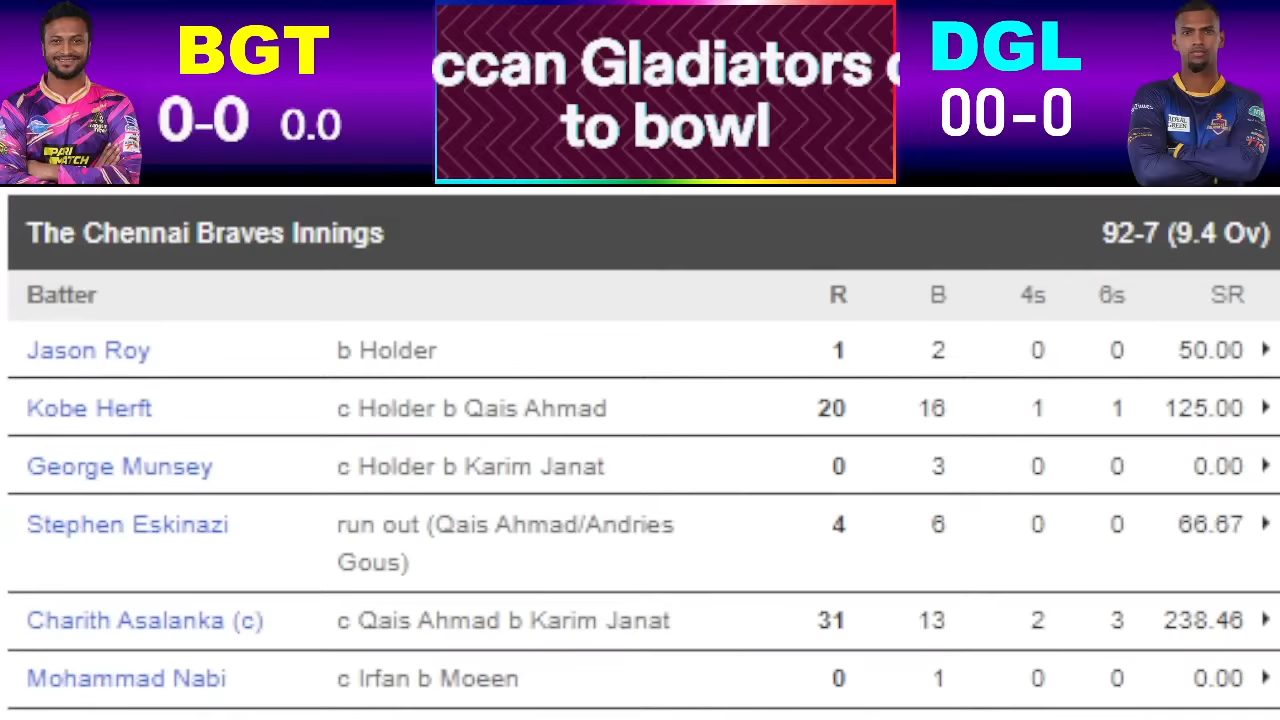 BGT
0-0 0.0
PARI
MATCH
ccan Gladiators
to bowl
DGL
00-0
ROYAL
GREEN
The Chennai Braves Innings 92-7 (9.4 Ov)
Batter R B 4s 6s SR
Jason Roy b Holder 1 2 0 0 50.00
Kobe Herft c Holder b Qais Ahmad 20 16 1 1 125.00
George Munsey c Holder b Karim Janat 0 3 0 0 0.00
Stephen Eskinazi run out (Qais Ahmad/Andries 4 6 0 0 66.67
Gous)
Charith Asalanka (c) c Qais Ahmad b Karim Janat 31 13 2 3 238.46
Mohammad Nabi c Irfan b Moeen 0 1 0 0 0.00